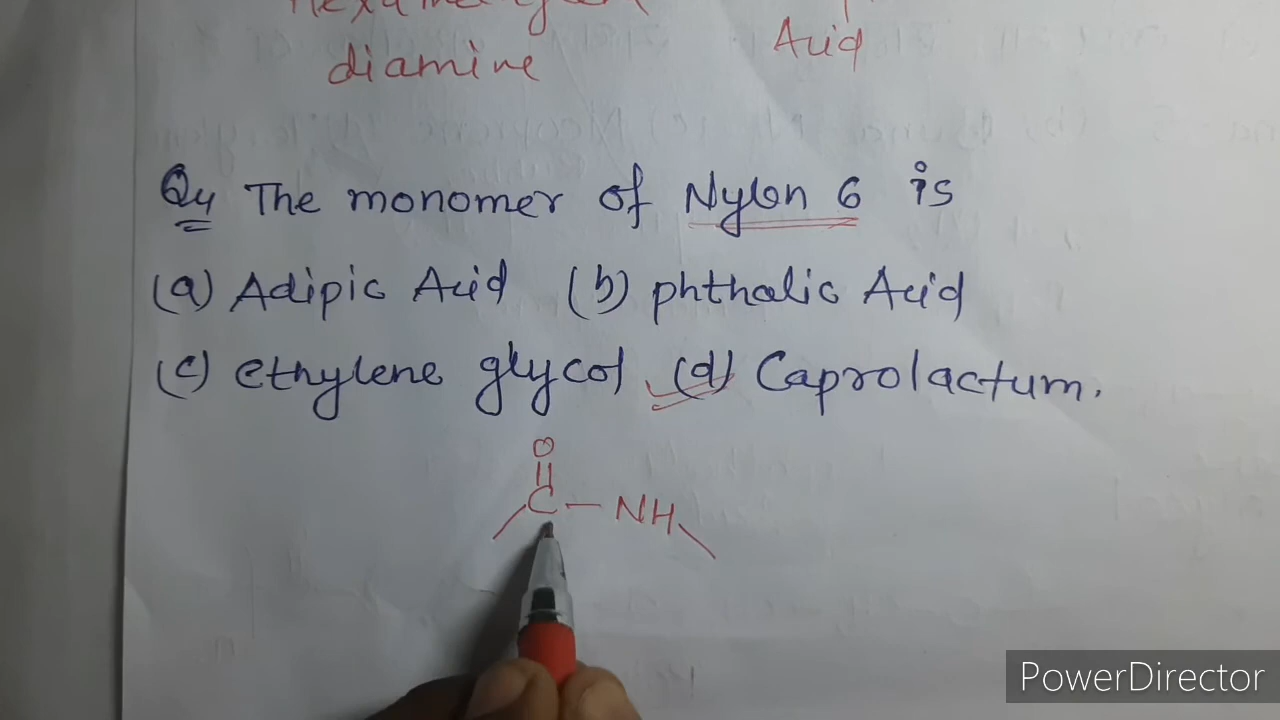 diamine
Acid
Q4 The monomer of Nylon 6 is
(a) Adipic Acid (b) phthalic Acid
(c) ethylene glycol (d) Caprolactum.
O
C - NH
PowerDirector